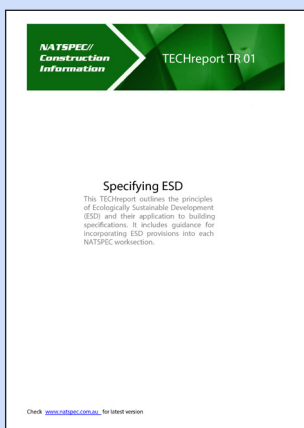 NATSPEC//
Construction
Information
TECHreport TR 01
Specifying ESD
This TECHreport outlines the principles
of Ecologically Sustainable Development
(ESD) and their application to building
specifications. It includes guidance for
incorporating ESD provisions into each
NATSPEC worksection.
Check www.natspec.com.au for latest version